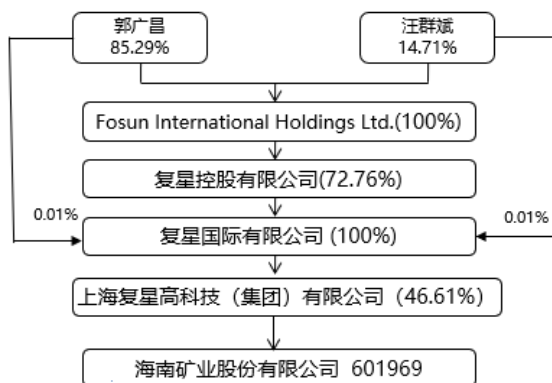 郭广昌
85.29%
汪群斌
14.71%
Fosun International Holdings Ltd.(100%)
复星控股有限公司(72.76%)
0.01%
0.01%
复星国际有限公司 (100%)
上海复星高科技（集团）有限公司（46.61%）
海南矿业股份有限公司 601969